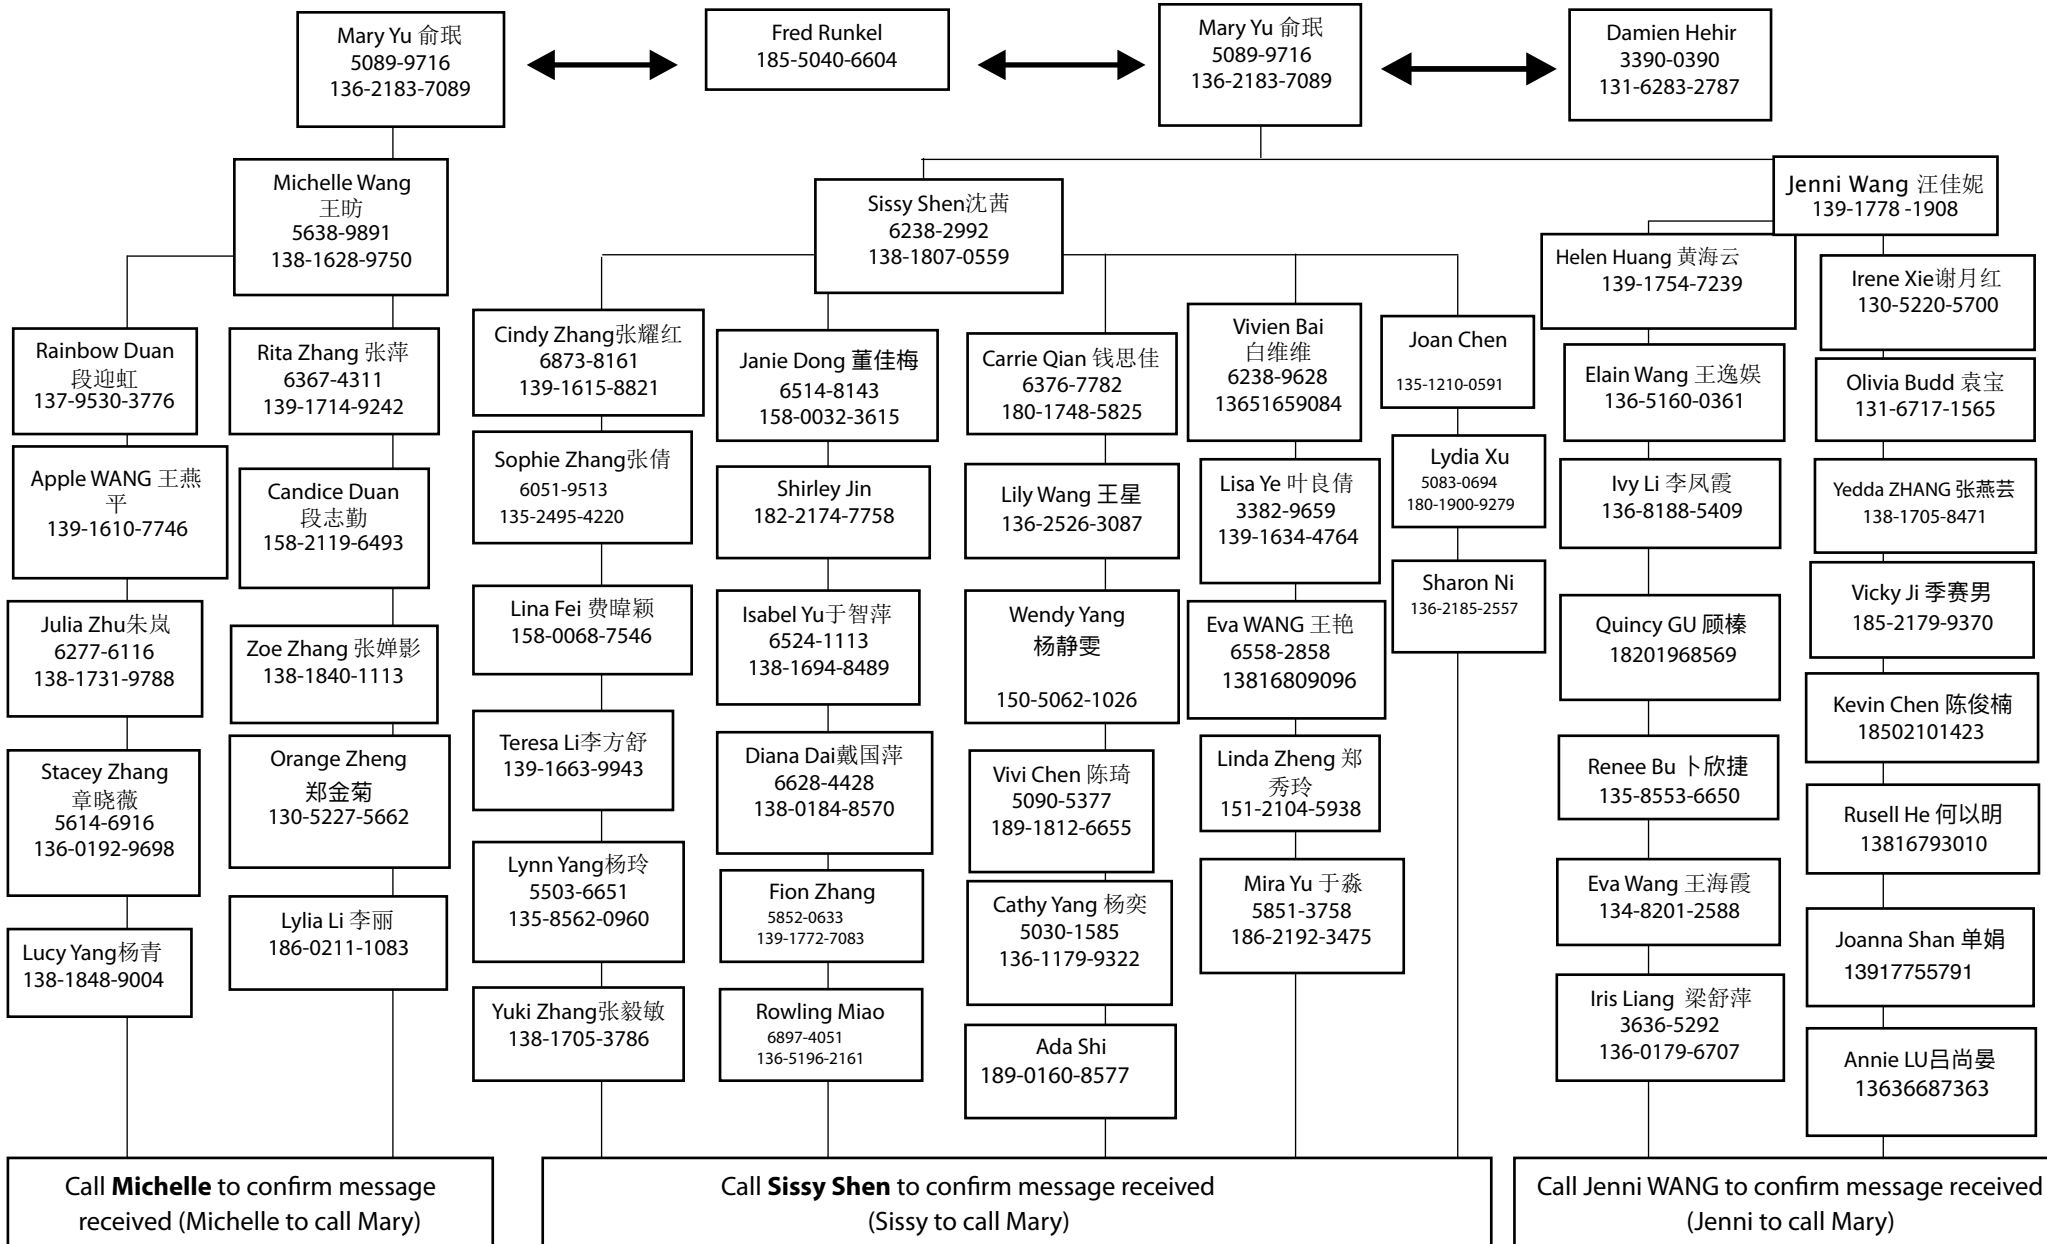 Mary Yu 俞珉
5089-9716
136-2183-7089
Fred Runkel
185-5040-6604
Mary Yu 俞珉
5089-9716
136-2183-7089
Damien Hehir
3390-0390
131-6283-2787
Michelle Wang
王昉
5638-9891
138-1628-9750
Rainbow Duan
段迎虹
137-9530-3776
Apple WANG 王燕
平
139-1610-7746
Julia Zhu朱岚
6277-6116
138-1731-9788
Stacey Zhang
章晓薇
5614-6916
136-0192-9698
Lucy Yang杨青
138-1848-9004
Rita Zhang 张萍
6367-4311
139-1714-9242
Candice Duan
段志勤
158-2119-6493
Zoe Zhang 张婵影
138-1840-1113
Orange Zheng
郑金菊
130-5227-5662
Lylia Li 李丽
186-0211-1083
Call Michelle to confirm message
received (Michelle to call Mary)
Sissy Shen沈茜
6238-2992
138-1807-0559
Cindy Zhang张耀红
6873-8161
139-1615-8821
Sophie Zhang张倩
6051-9513
135-2495-4220
Lina Fei 费暐颖
158-0068-7546
Teresa Li李方舒
139-1663-9943
Lynn Yang杨玲
5503-6651
135-8562-0960
Yuki Zhang张毅敏
138-1705-3786
Janie Dong 董佳梅
6514-8143
158-0032-3615
Shirley Jin
182-2174-7758
Isabel Yu于智萍
6524-1113
138-1694-8489
Diana Dai戴国萍
6628-4428
138-0184-8570
Fion Zhang
5852-0633
139-1772-7083
Rowling Miao
6897-4051
136-5196-2161
Carrie Qian 钱思佳
6376-7782
180-1748-5825
Lily Wang 王星
136-2526-3087
Wendy Yang
杨静雯
150-5062-1026
Vivi Chen 陈琦
5090-5377
189-1812-6655
Cathy Yang 杨奕
5030-1585
136-1179-9322
Ada Shi
189-0160-8577
Vivien Bai
白维维
6238-9628
13651659084
Lisa Ye 叶良倩
3382-9659
139-1634-4764
Eva WANG 王艳
6558-2858
13816809096
Linda Zheng 郑
秀玲
151-2104-5938
Mira Yu 于淼
5851-3758
186-2192-3475
Joan Chen
135-1210-0591
Lydia Xu
5083-0694
180-1900-9279
Sharon Ni
136-2185-2557
Call Sissy Shen to confirm message received
(Sissy to call Mary)
Jenni Wang 汪佳妮
139-1778 -1908
Helen Huang 黄海云
139-1754-7239
Elain Wang 王逸娱
136-5160-0361
Ivy Li 李凤霞
136-8188-5409
Quincy GU 顾榛
18201968569
Renee Bu 卜欣捷
135-8553-6650
Eva Wang 王海霞
134-8201-2588
Iris Liang 梁舒萍
3636-5292
136-0179-6707
Irene Xie谢月红
130-5220-5700
Olivia Budd 袁宝
131-6717-1565
Yedda ZHANG 张燕芸
138-1705-8471
Vicky Ji 季赛男
185-2179-9370
Kevin Chen 陈俊楠
18502101423
Rusell He 何以明
13816793010
Joanna Shan 单娟
13917755791
Annie LU吕尚晏
13636687363
Call Jenni WANG to confirm message received
(Jenni to call Mary)